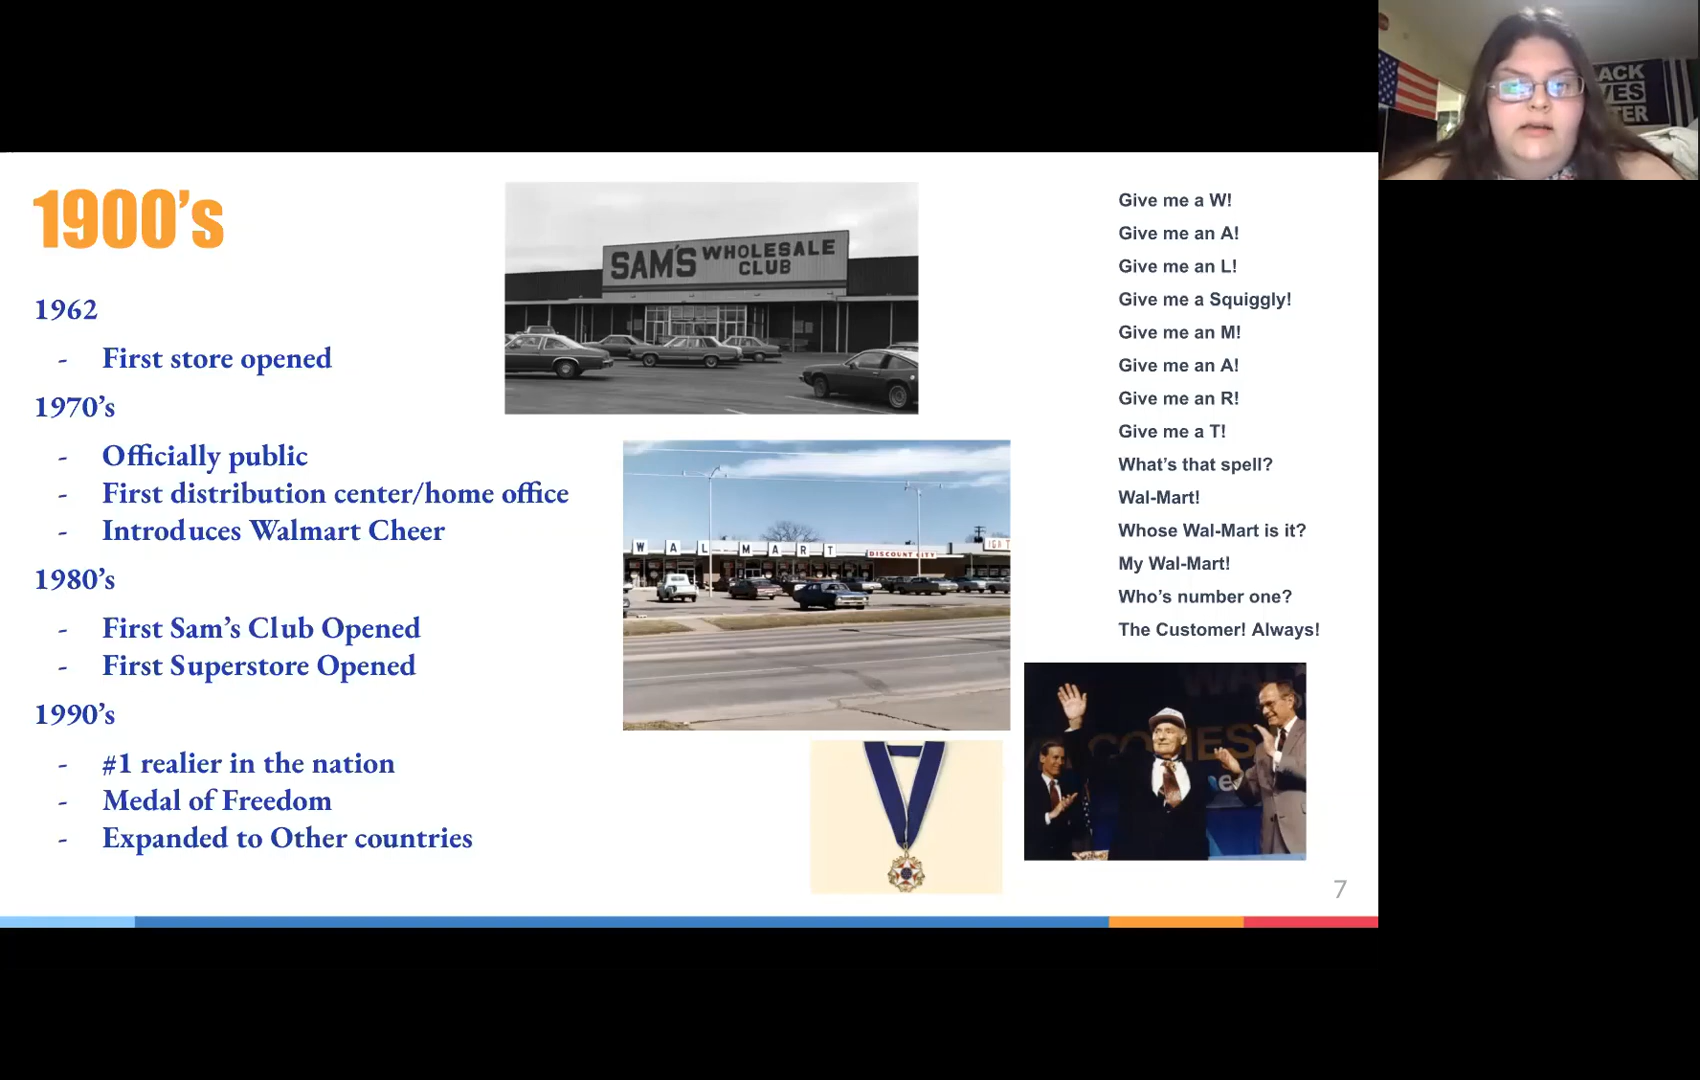 1900's
1962
- First store opened
1970's
- Officially public
- First distribution center/home office
- Introduces Walmart Cheer
1980's
- First Sam's Club Opened
- First Superstore Opened
1990's
- #1 realier in the nation
- Medal of Freedom
- Expanded to Other countries
SAM'S WHOLESALE
CLUB
WAL-MART DISCOUNT CITY IGA
Give me a W!
Give me an A!
Give me an L!
Give me a Squiggly!
Give me an M!
Give me an A!
Give me an R!
Give me a T!
What's that spell?
Wal-Mart!
Whose Wal-Mart is it?
My Wal-Mart!
Who's number one?
The Customer! Always!
7
ACK
VES
TER